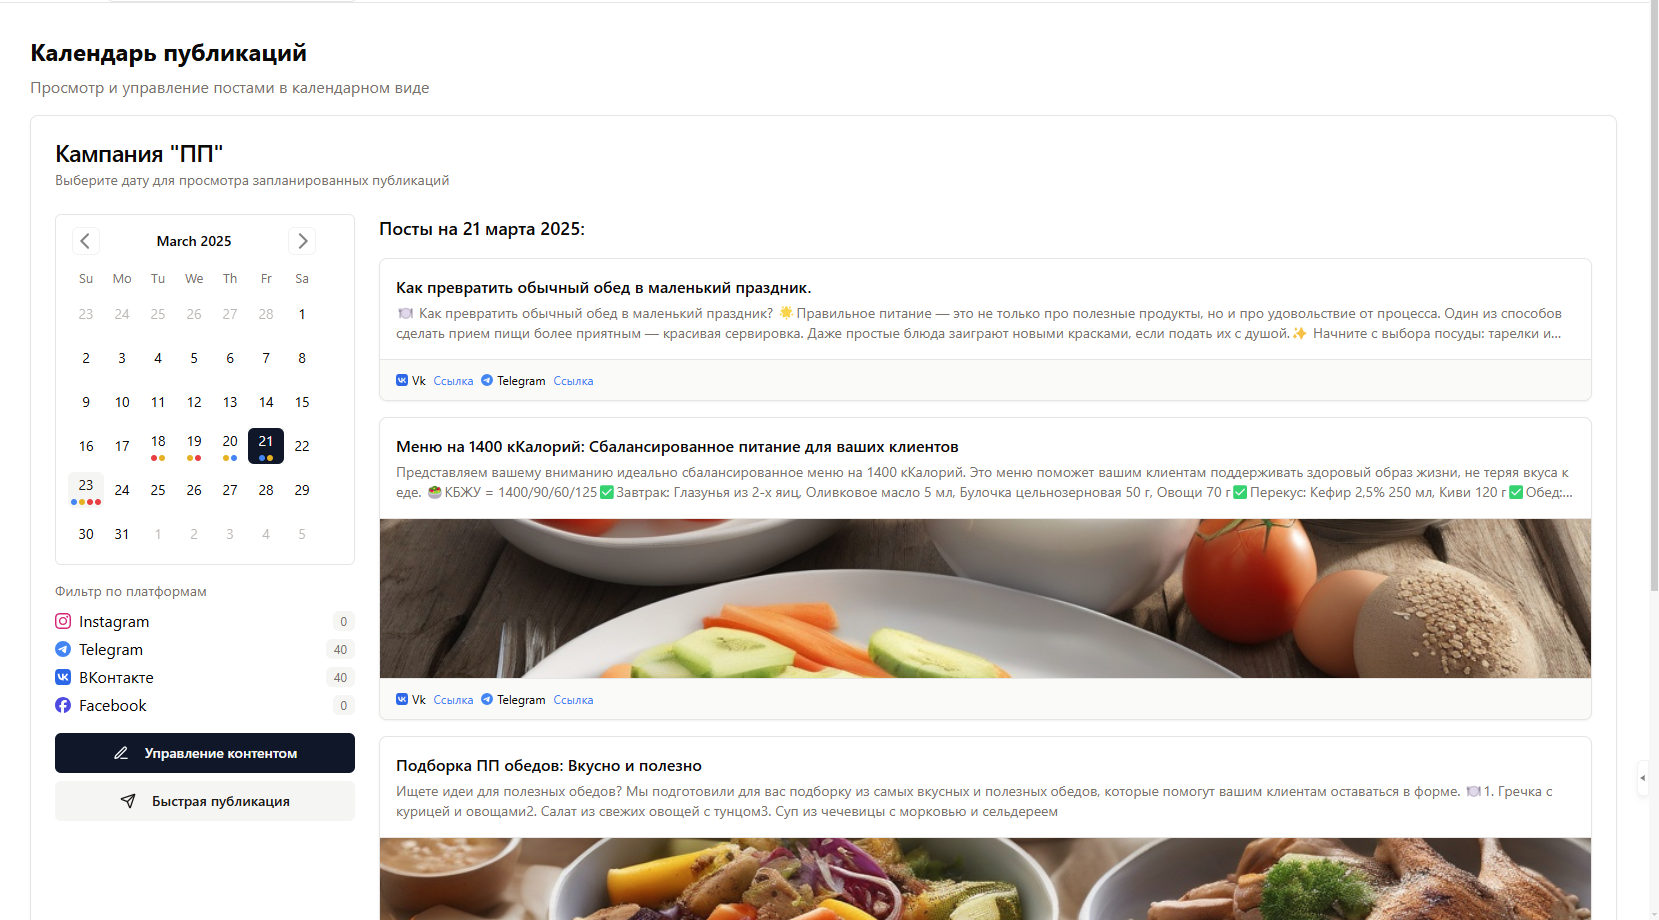 Календарь публикаций
Просмотр и управление постами в календарном виде
Кампания "ПП"
Выберите дату для просмотра запланированных публикаций
March 2025
Su Mo Tu We Th Fr Sa
23 24 25 26 27 28 1
2 3 4 5 6 7 8
9 10 11 12 13 14 15
16 17 18 19 20 21 22
23 24 25 26 27 28 29
30 31 1 2 3 4 5
Фильтр по платформам
Instagram 0
Telegram 40
ВКонтакте 40
Facebook 0
Управление контентом
Быстрая публикация
Посты на 21 марта 2025:
Как превратить обычный обед в маленький праздник.
🍽️ Как превратить обычный обед в маленький праздник? 🌟Правильное питание — это не только про полезные продукты, но и про удовольствие от процесса. Один из способов
сделать прием пищи более приятным — красивая сервировка. Даже простые блюда заиграют новыми красками, если подать их с душой.✨ Начните с выбора посуды: тарелки и...
Vk Ссылка Telegram Ссылка
Меню на 1400 кКалорий: Сбалансированное питание для ваших клиентов
Представляем вашему вниманию идеально сбалансированное меню на 1400 кКалорий. Это меню поможет вашим клиентам поддерживать здоровый образ жизни, не теряя вкуса к
еде. 🥗КБЖУ = 1400/90/60/125✅Завтрак: Глазунья из 2-х яиц, Оливковое масло 5 мл, Булочка цельнозерновая 50 г, Овощи 70 г✅Перекус: Кефир 2,5% 250 мл, Киви 120 г✅Обед:...
Vk Ссылка Telegram Ссылка
Подборка ПП обедов: Вкусно и полезно
Ищете идеи для полезных обедов? Мы подготовили для вас подборку из самых вкусных и полезных обедов, которые помогут вашим клиентам оставаться в форме. 🍽️1. Гречка с
курицей и овощами2. Салат из свежих овощей с тунцом3. Суп из чечевицы с морковью и сельдереем